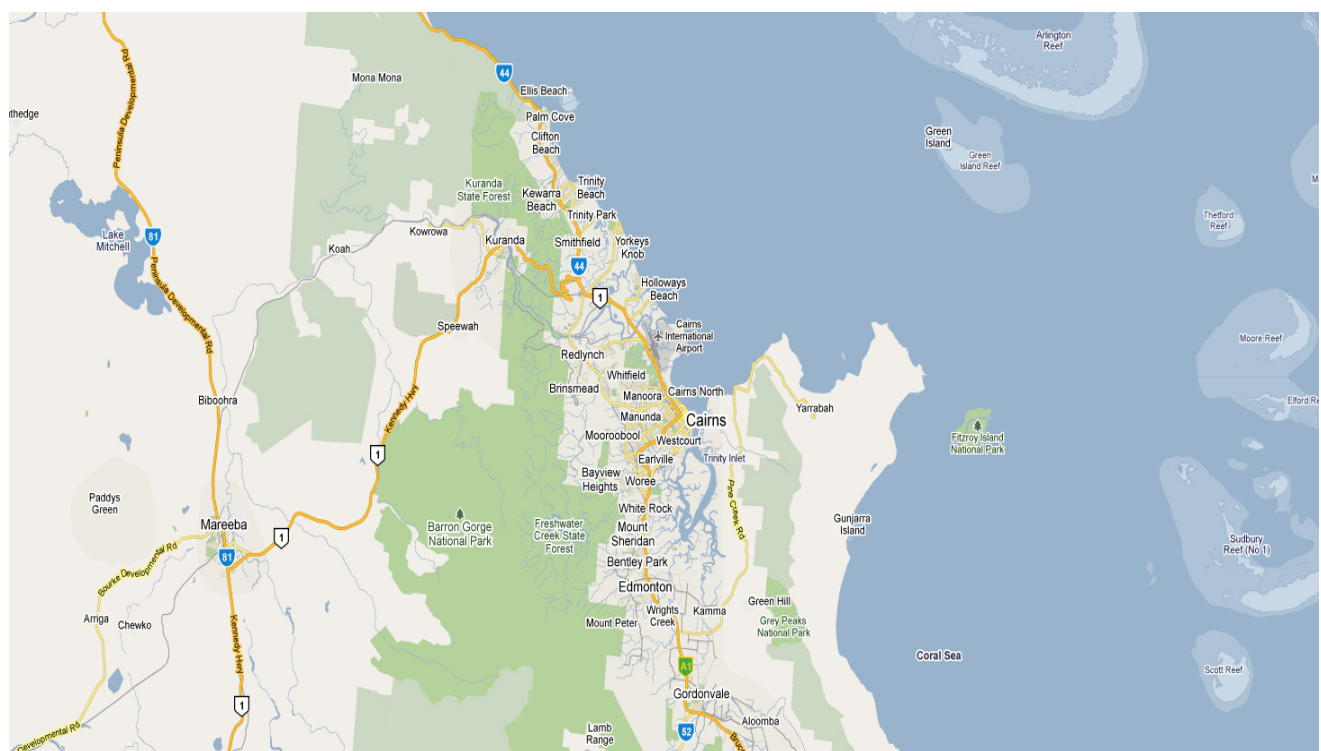 Arlington
Reef
44
Mona Mona
Ellis Beach
Peninsula Developmental Rd
Palm Cove
Clifton
Beach
Green
Island
Green
Island Reef
Kuranda
State Forest
Trinity
Beach
Kewarra
Beach
Trinity Park
Thetford
Reef
Lake
Mitchell
81
Kowrowa
Koah
Kuranda
Smithfield
Yorkeys
Knob
44
Holloways
Beach
1
Peninsula Developmental Rd
Speewah
Cairns
International
Airport
Moore Reef
Redlynch
Whitfield
Brinsmead
Manoora
Cairns North
Biboohra
Kennedy Hwy
Yarrabah
Elford
Manunda
Cairns
Mooroobool
Westcourt
Fitzroy Island
National Park
1
Earlville
Trinity Inlet
Bayview
Heights
Woree
Pine Creek Rd
Paddys
Green
White Rock
Mareeba
Barron Gorge
National Park
Freshwater
Creek State
Forest
Mount
Sheridan
Gunjarra
Island
1
81
Bourke Developmental Rd
Sudbury
Reef (No 1)
Bentley Park
Edmonton
Green Hill
Arriga
Chewko
Kennedy Hwy
Wrights
Creek
Kamma
Mount Peter
Grey Peaks
National Park
Coral Sea
A1
Scott Reef
Gordonvale
1
Aloomba
Lamb
Range
52
Developmental Rd